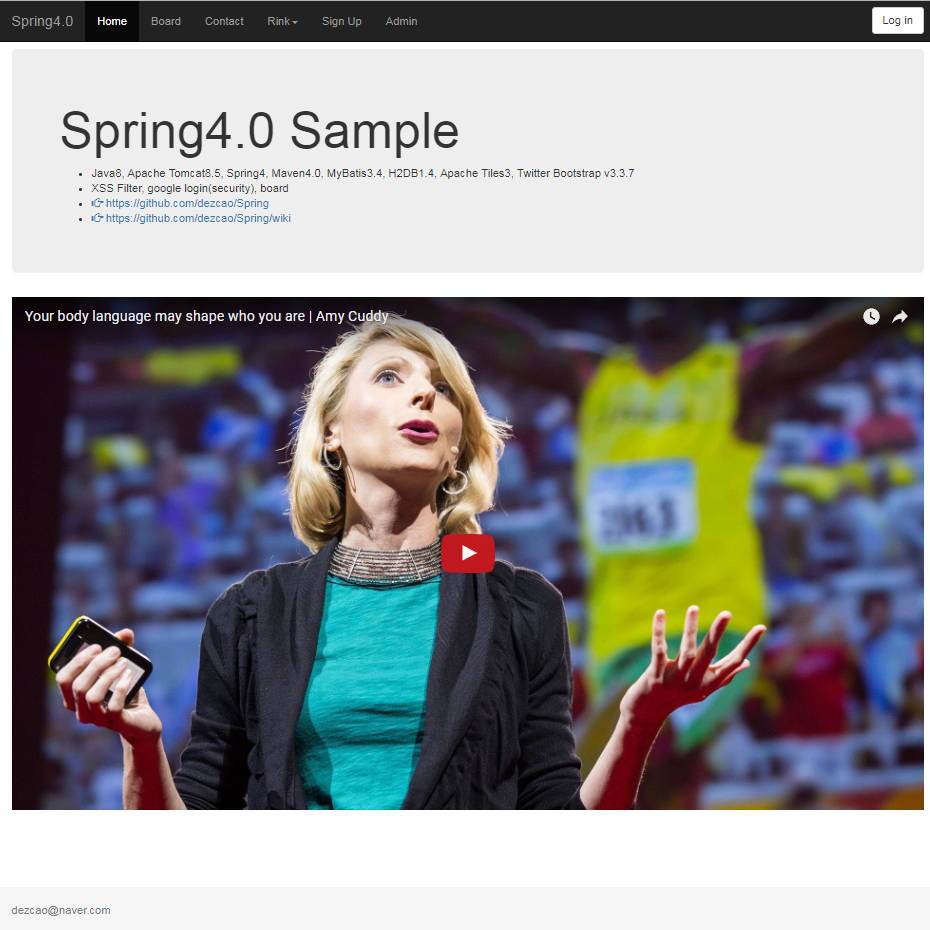 Spring4.0 Home Board Contact Rink Sign Up Admin Log in
Spring4.0 Sample
Java8, Apache Tomcat8.5, Spring4, Maven4.0, MyBatis3.4, H2DB1.4, Apache Tiles3, Twitter Bootstrap v3.3.7
XSS Filter, google login(security), board
https://github.com/dezcao/Spring
https://github.com/dezcao/Spring/wiki
Your body language may shape who you are | Amy Cuddy
dezcao@naver.com